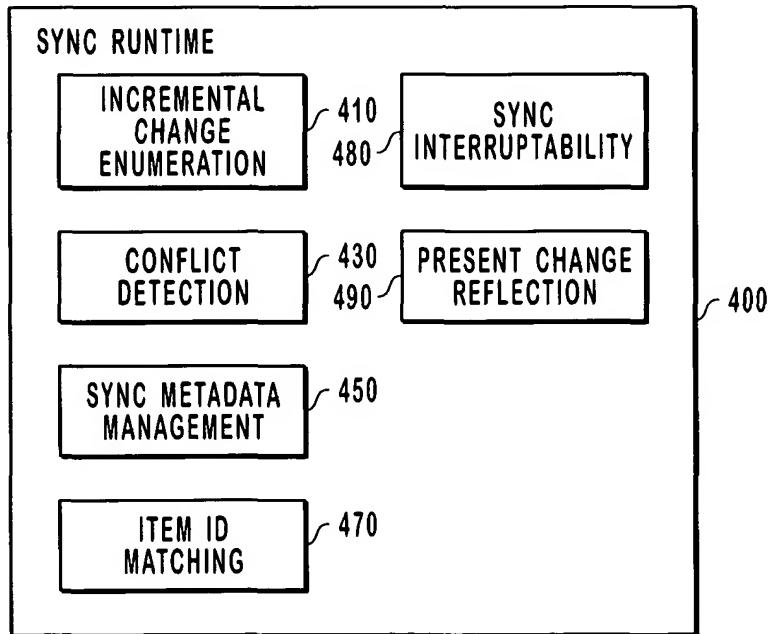 SYNC RUNTIME
INCREMENTAL
CHANGE
ENUMERATION
410
480
SYNC
INTERRUPTABILITY
CONFLICT
DETECTION
430
490
PRESENT CHANGE
REFLECTION
400
SYNC METADADA
MANAGEMENT
450
ITEM ID
MATCHING
470